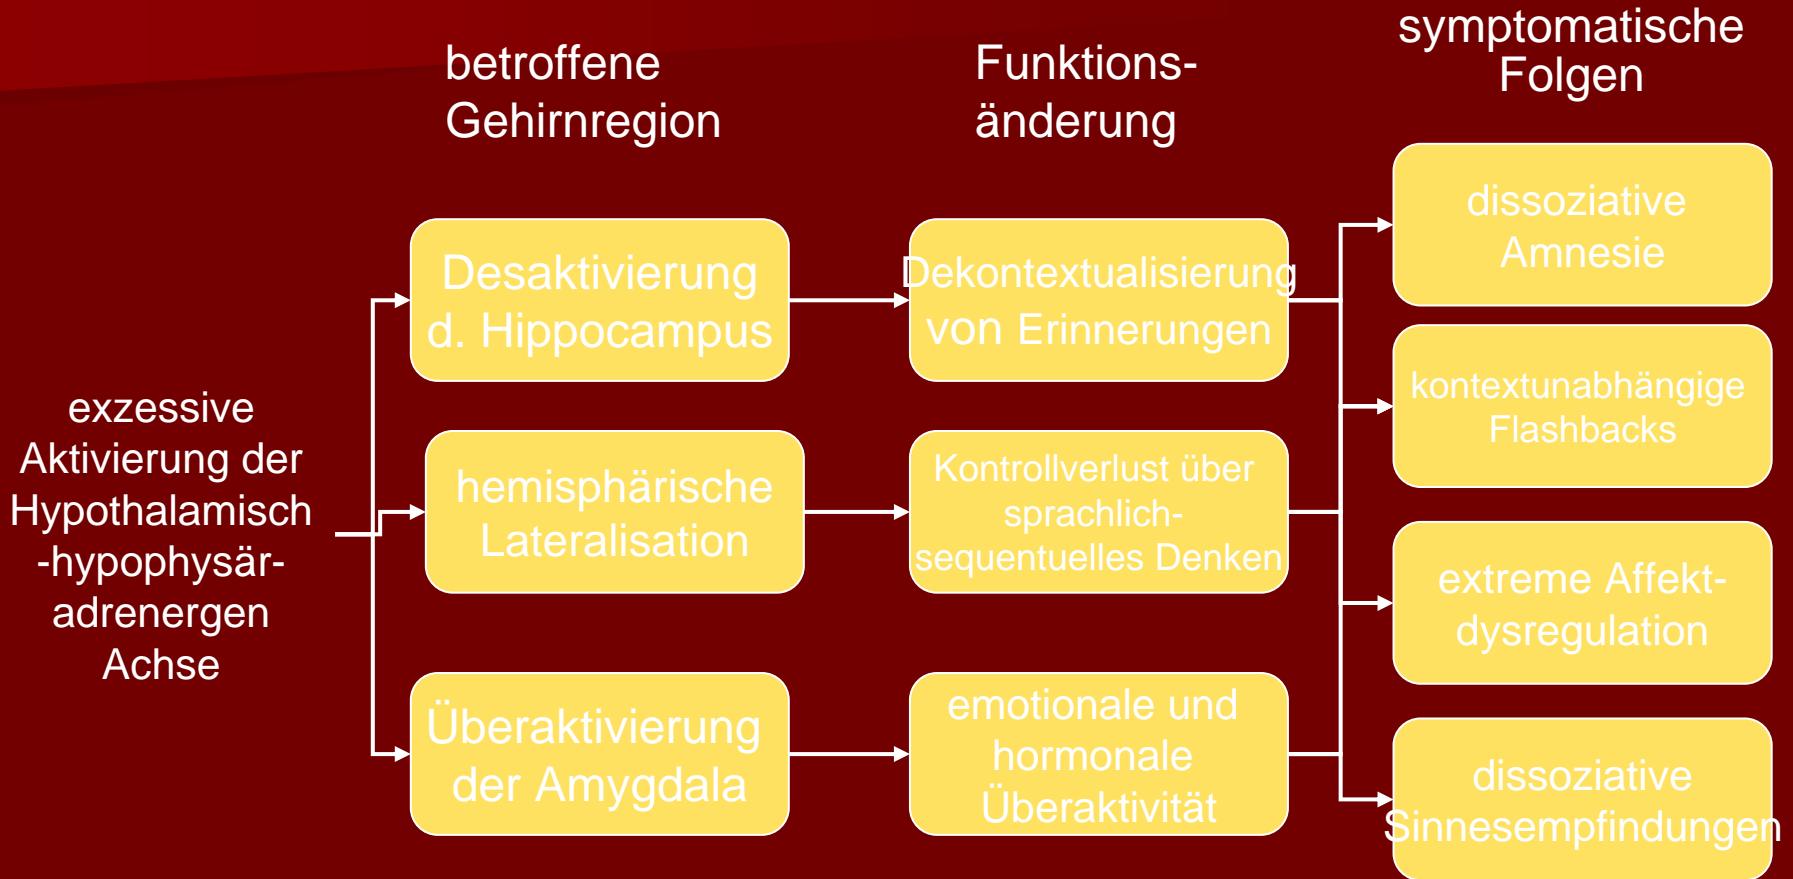 betroffene
Gehirnregion
Funktions-
änderung
symptomatische
Folgen
exzessive
Aktivierung der
Hypothalamisch
-hypophysär-
adrenergen
Achse
Desaktivierung
d. Hippocampus
hemisphärische
Lateralisation
Überaktivierung
der Amygdala
Dekontextualisierung
von Erinnerungen
Kontrollverlust über
sprachlich-
sequentuelles Denken
emotionale und
hormonale
Überaktivität
dissoziative
Amnesie
kontextunabhängige
Flashbacks
extreme Affekt-
dysregulation
dissoziative
Sinnesempfindungen